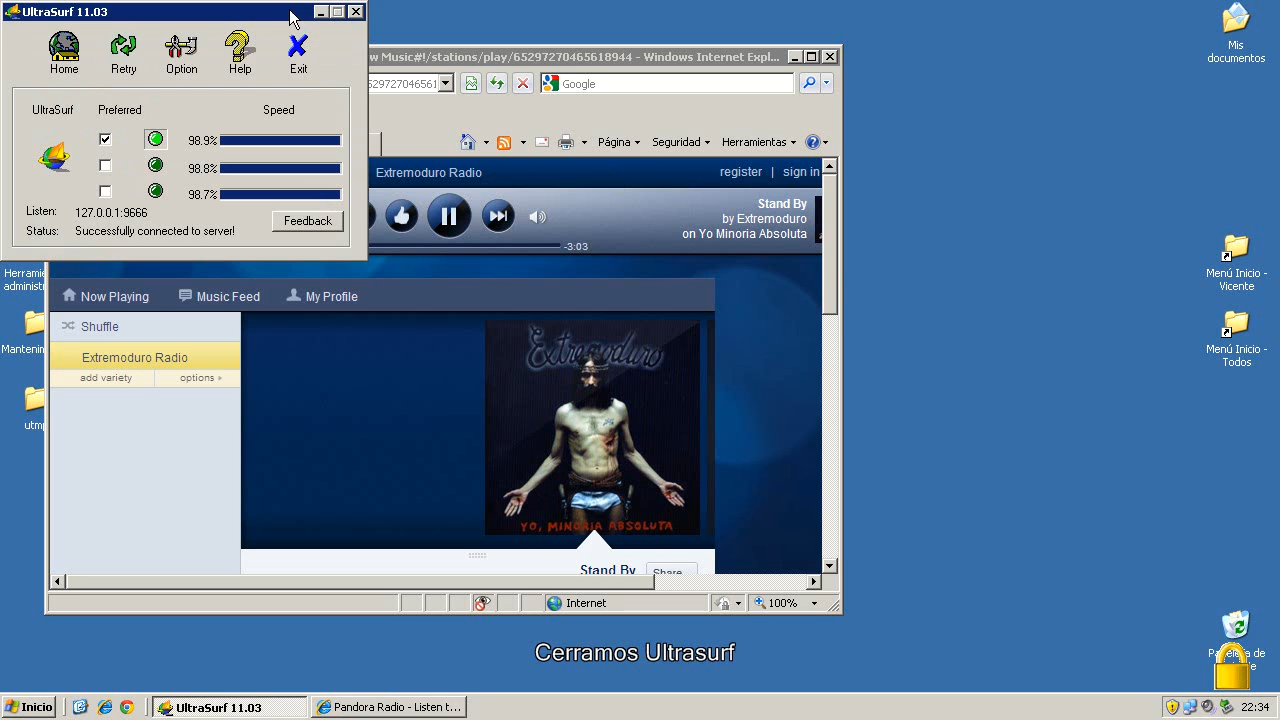 UltraSurf 11.03
Home Retry Option Help Exit
UltraSurf Preferred Speed
98.9%
98.8%
98.7%
Listen: 127.0.0.1:9666
Status: Successfully connected to server!
Feedback
w Music#!/stations/play/65297270465618944 - Windows Internet Expl...
529727046561
Google
Página Seguridad Herramientas
Extremoduro Radio
register | sign in
Stand By
by Extremoduro
on Yo Minoria Absoluta
-3:03
Now Playing Music Feed My Profile
Shuffle
Extremoduro Radio
add variety options »
Extremoduro
YO, MINORIA ABSOLUTA
Stand By Share
Internet
100%
Mis
documentos
Menú Inicio -
Vicente
Menú Inicio -
Todos
Cerramos Ultrasurf
Inicio
UltraSurf 11.03
Pandora Radio - Listen t...
22:34